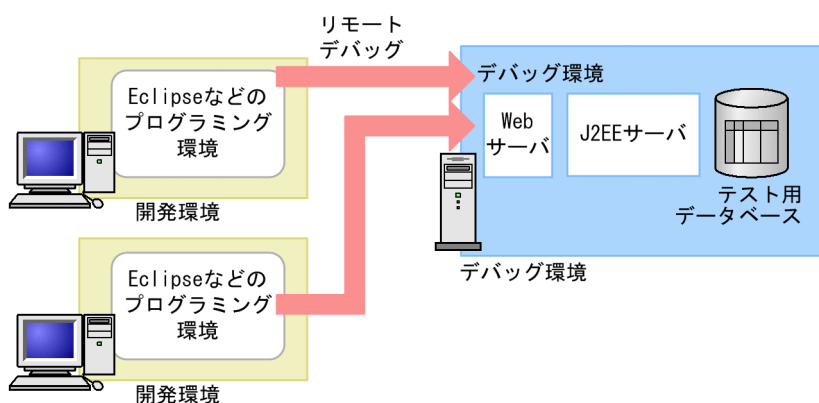 リモート
デバッグ
Eclipseなどの
プログラミング
環境
開発環境
デバッグ環境
Web
サーバ
J2EEサーバ
テスト用
データベース
デバッグ環境
Eclipseなどの
プログラミング
環境
開発環境